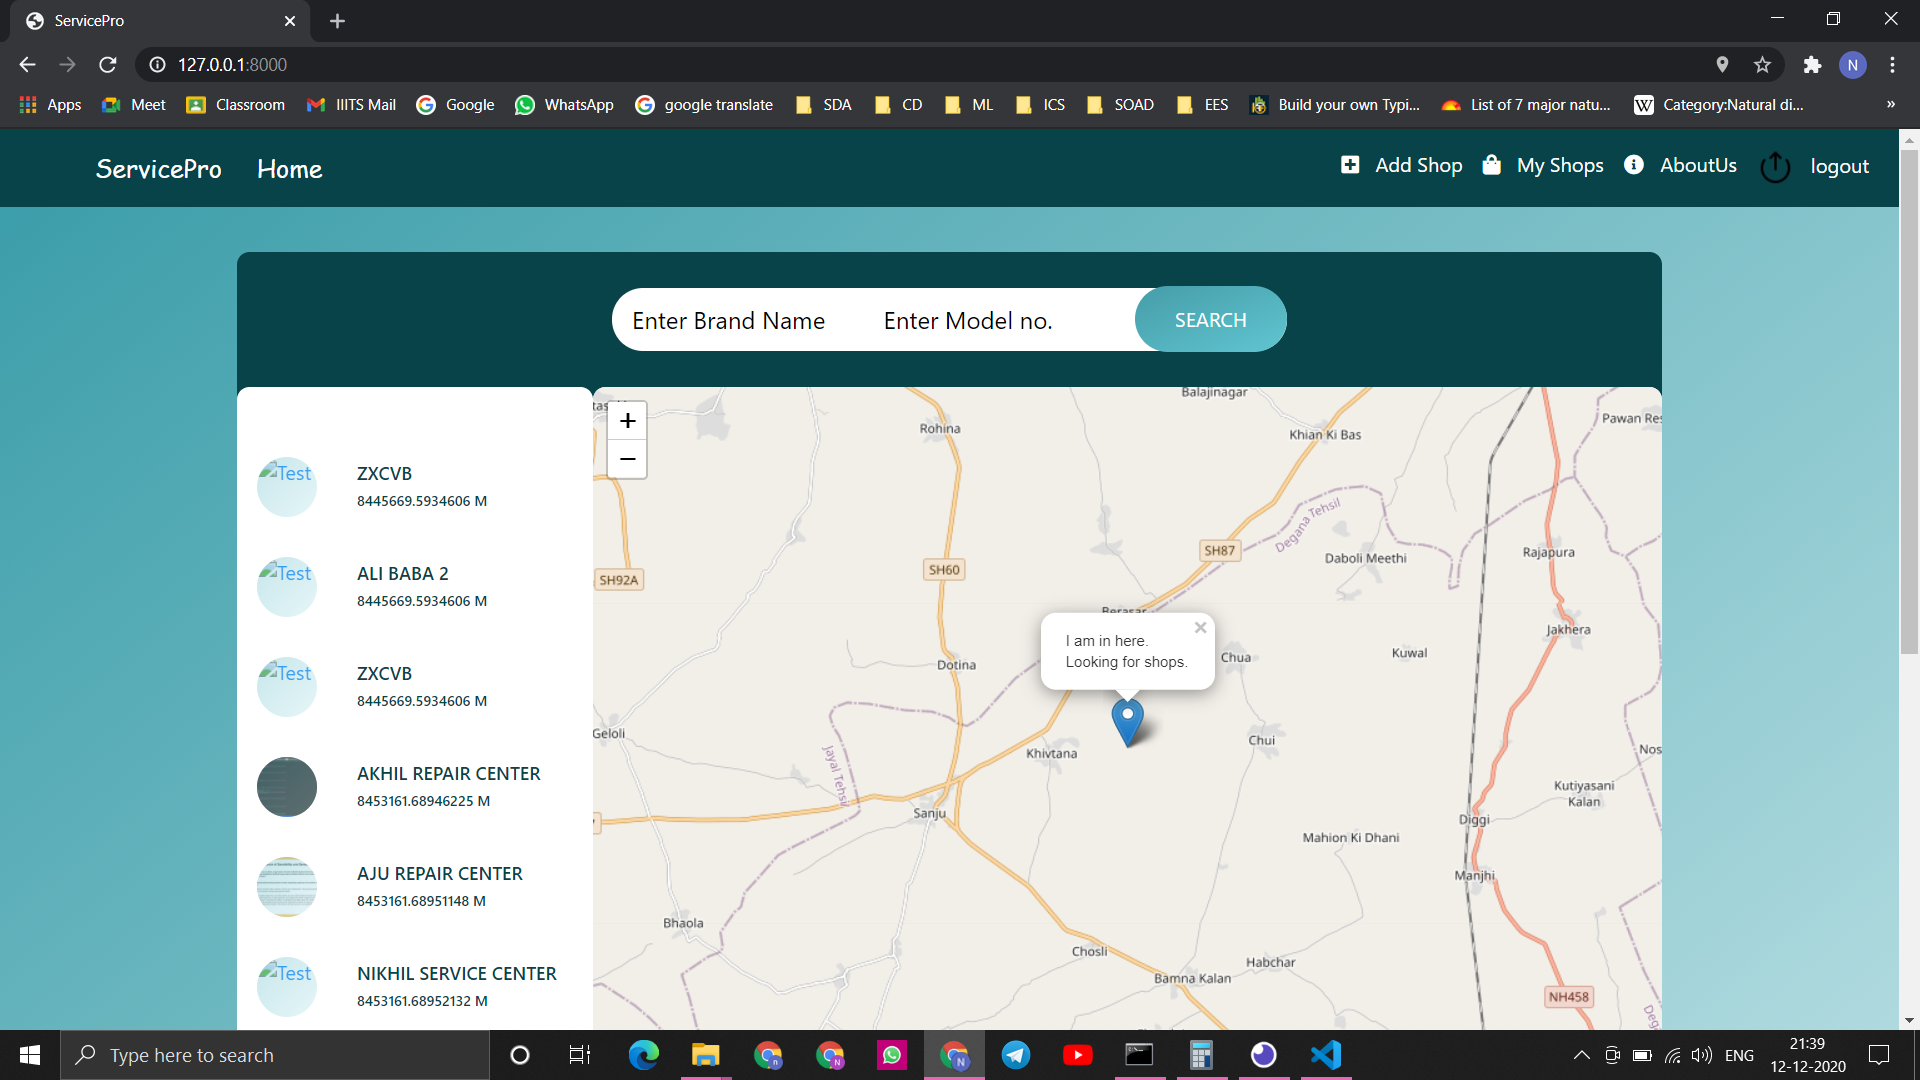 ServicePro
127.0.0.1:8000
N
Apps
Meet
Classroom
IIITS Mail
Google
WhatsApp
google translate
SDA
CD
ML
ICS
SOAD
EES
Build your own Typi...
W
List of 7 major natu...
Category:Natural di...
»
ServicePro
Home
Add Shop
My Shops
AboutUs
logout
Enter Brand Name
Enter Model no.
SEARCH
Test
ZXCVB
8445669.5934606 M
Test
ALI BABA 2
8445669.5934606 M
Test
ZXCVB
8445669.5934606 M
AKHIL REPAIR CENTER
8453161.68946225 M
AJU REPAIR CENTER
8453161.68951148 M
Test
NIKHIL SERVICE CENTER
8453161.68952132 M
+
−
Balajinagar
Rohina
Khian Ki Bas
Pawan Res
Degana Tehsil
SH87
Daboli Meethi
Rajapura
SH60
SH92A
Berasar
I am in here.
Looking for shops.
×
Jakhera
Chua
Kuwal
Dotina
Geloli
Khivtana
Chui
Nos
Jayal Tehsil
Kutiyasani
Kalan
Sanju
Diggi
Mahion Ki Dhani
Manjhi
Bhaola
Chosli
Habchar
Bamna Kalan
NH458
Deg
Type here to search
ENG
21:39
12-12-2020